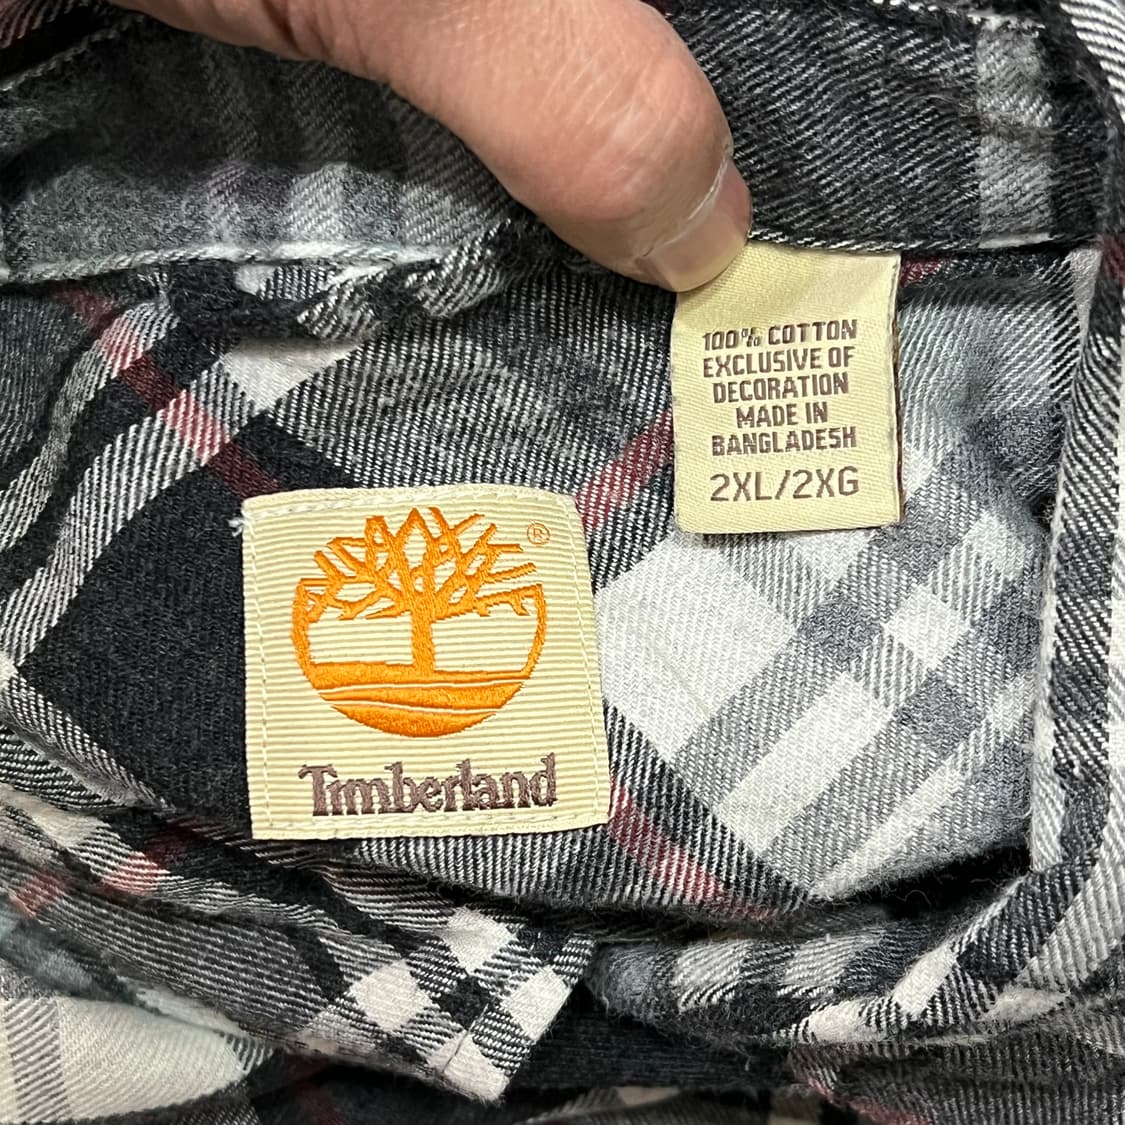 100% COTTON
EXCLUSIVE OF
DECORATION
MADE IN
BANGLADESH
2XL/2XG
®
Timberland